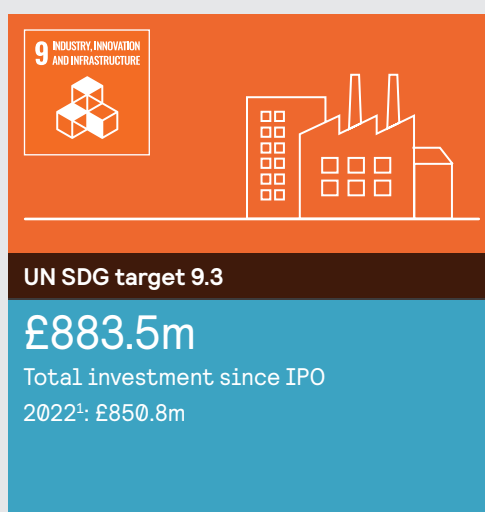 9 INDUSTRY, INNOVATION
AND INFRASTRUCTURE
UN SDG target 9.3
£883.5m
Total investment since IPO
2022¹: £850.8m